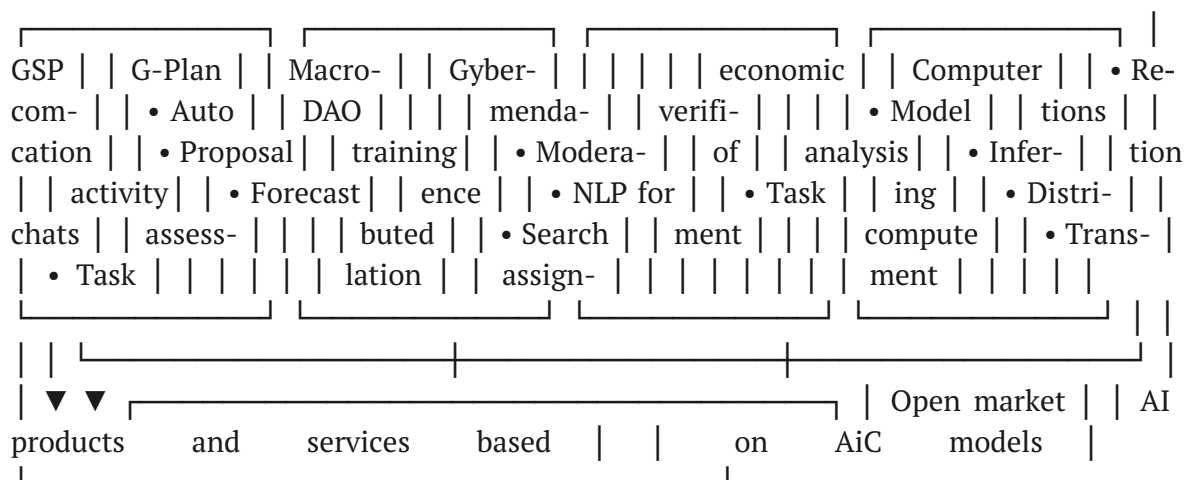 GSP | | G-Plan | | Macro- | | Gyber- | | | | | | economic | | Computer | | • Re-
com- | | • Auto | | DAO | | | | menda- | | verifi- | | | | • Model | | tions | |
cation | | • Proposal | | training | | • Modera- | | of | | analysis | | • Infer- | | tion
| | activity | | • Forecast | | ence | | • NLP for | | • Task | | ing | | • Distri- | |
chats | | assess- | | | | buted | | • Search | | ment | | | | compute | | • Trans- |
| • Task | | | | | | lation | | assign- | | | | | | | | ment | | | | |
| ▼ ▼ | Open market | | AI
products and services based | | on AiC models |